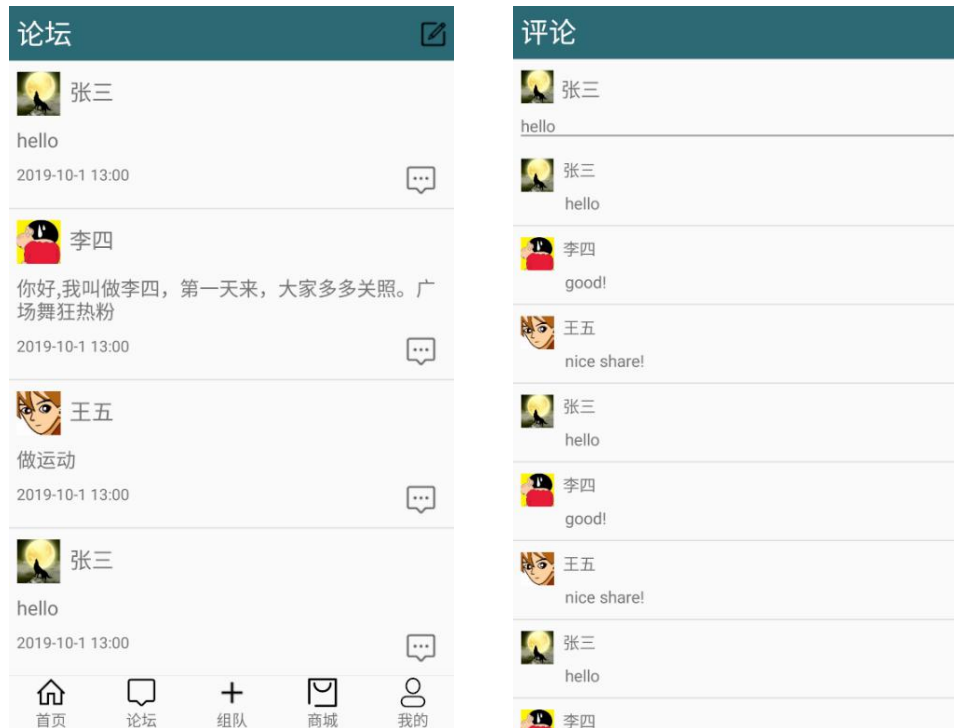 论坛
张三
hello
2019-10-1 13:00
李四
你好,我叫做李四，第一天来，大家多多关照。广
场舞狂热粉
2019-10-1 13:00
王五
做运动
2019-10-1 13:00
张三
hello
2019-10-1 13:00
首页
论坛
组队
商城
我的
评论
张三
hello
张三
hello
李四
good!
王五
nice share!
张三
hello
李四
good!
王五
nice share!
张三
hello
李四